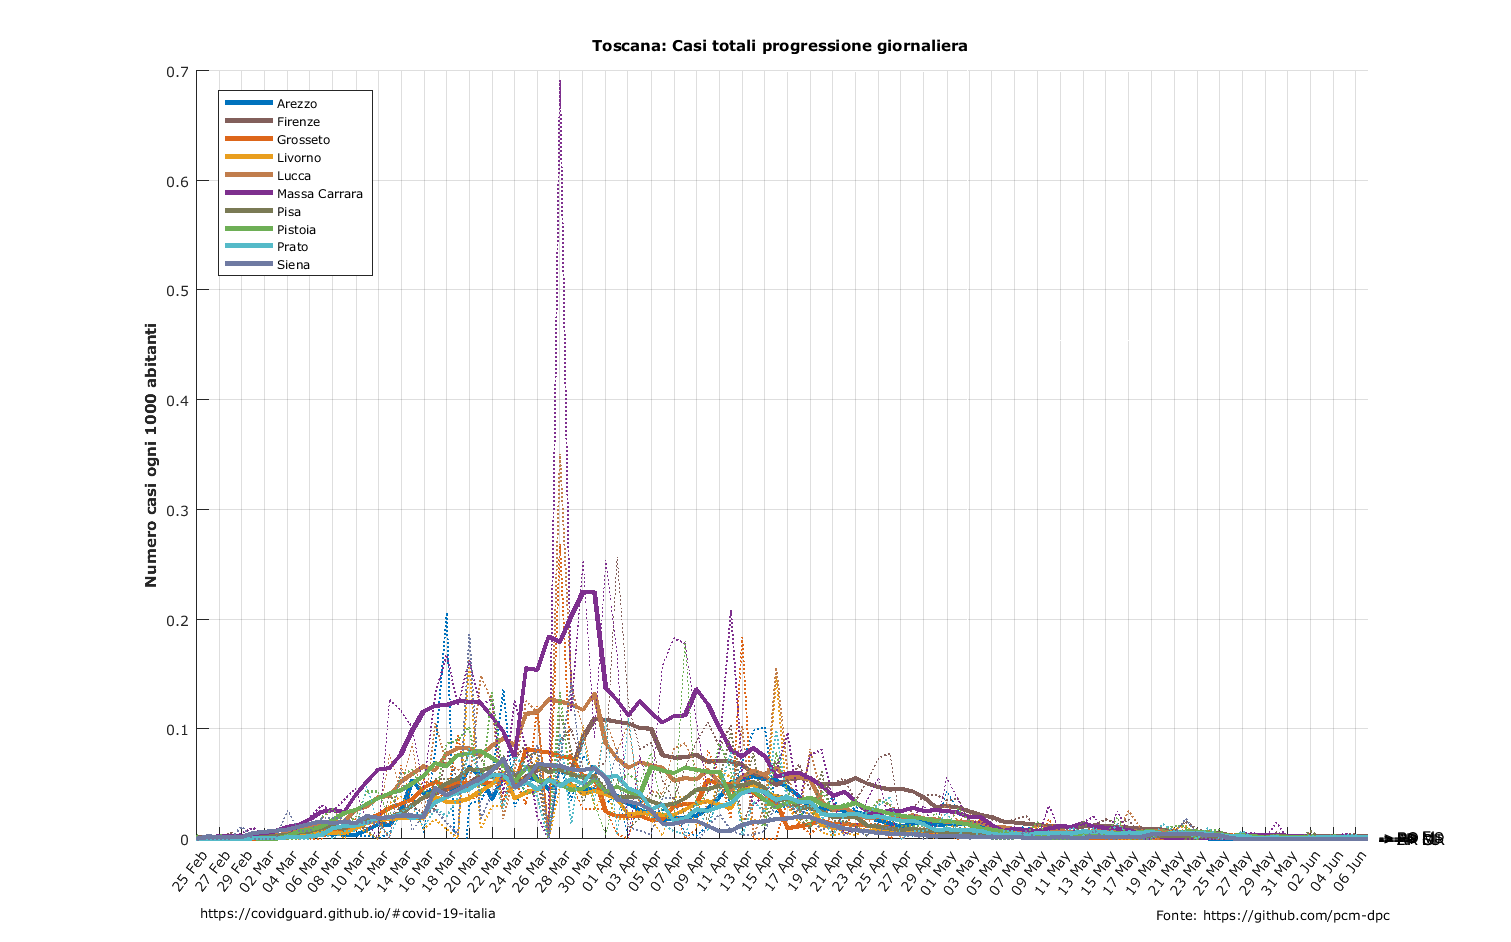 Toscana: Casi totali progressione giornaliera
Numero casi ogni 1000 abitanti
0.7
0.6
0.5
0.4
0.3
0.2
0.1
0
Arezzo
Firenze
Grosseto
Livorno
Lucca
Massa Carrara
Pisa
Pistoia
Prato
Siena
25 Feb
27 Feb
29 Feb
02 Mar
04 Mar
06 Mar
08 Mar
10 Mar
12 Mar
14 Mar
16 Mar
18 Mar
20 Mar
22 Mar
24 Mar
26 Mar
28 Mar
30 Mar
01 Apr
03 Apr
05 Apr
07 Apr
09 Apr
11 Apr
13 Apr
15 Apr
17 Apr
19 Apr
21 Apr
23 Apr
25 Apr
27 Apr
29 Apr
01 May
03 May
05 May
07 May
09 May
11 May
13 May
15 May
17 May
19 May
21 May
23 May
25 May
27 May
29 May
31 May
02 Jun
04 Jun
06 Jun
https://covidguard.github.io/#covid-19-italia
Fonte: https://github.com/pcm-dpc